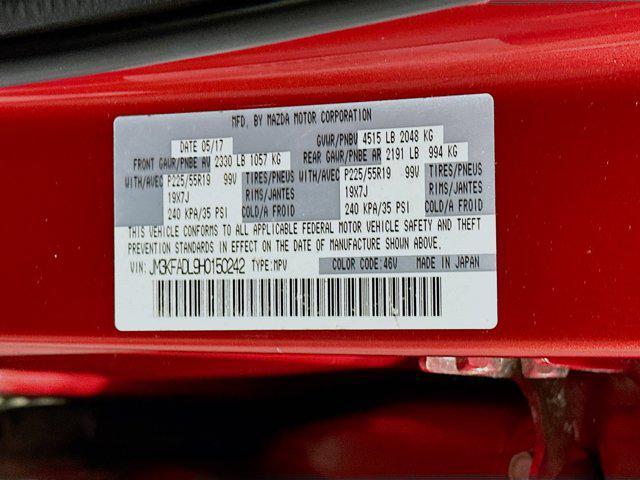 MFD. BY MAZDA MOTOR CORPORATION
DATE 05/17 GVWR/PNBV 4515 LB 2048 KG
FRONT GAWR/PNBE AV 2330 LB 1057 KG REAR GAWR/PNBE AR 2191 LB 994 KG
WITH/AVEC P225/55R19 99V TIRES/PNEUS WITH/AVEC P225/55R19 99V TIRES/PNEUS
19X7J RIMS/JANTES 19X7J RIMS/JANTES
240 KPA/35 PSI COLD/A FROID 240 KPA/35 PSI COLD/A FROID
THIS VEHICLE CONFORMS TO ALL APPLICABLE FEDERAL MOTOR VEHICLE SAFETY AND THEFT
PREVENTION STANDARDS IN EFFECT ON THE DATE OF MANUFACTURE SHOWN ABOVE.
VIN: JM3KFADL9H0150242 TYPE:MPV COLOR CODE:46V MADE IN JAPAN